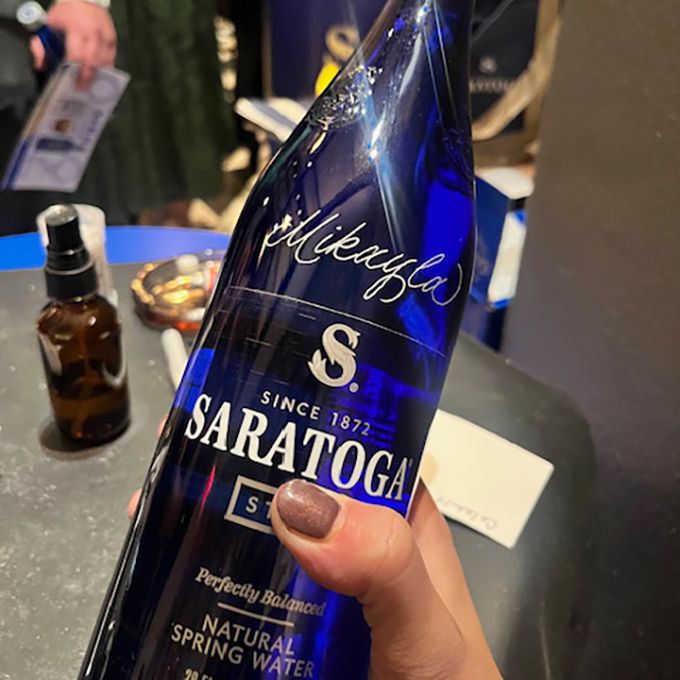 Mikayla
S®
SINCE 1872
SARATOGA
Perfectly Balanced
NATURAL
SPRING WATER